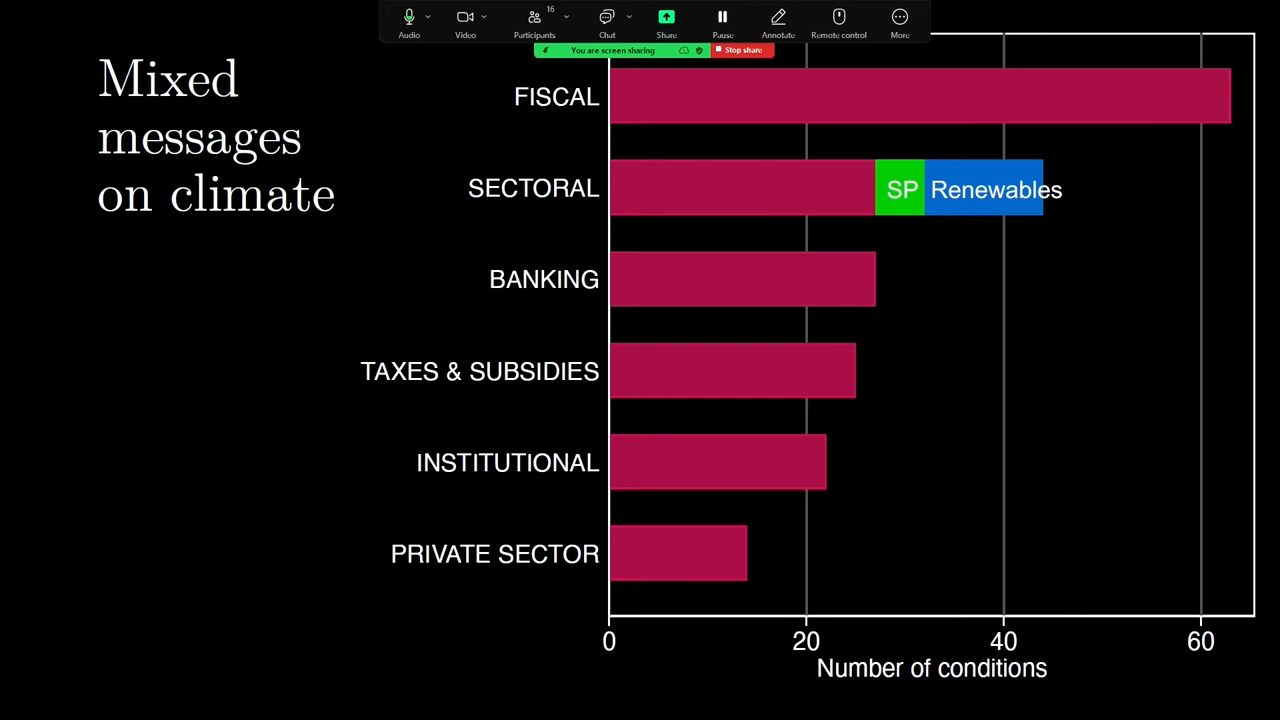 16
Audio
Video
Participants
Chat
Share
Pause
Annotate
Remote control
More
You are screen sharing
Stop share
Mixed
messages
on climate
FISCAL
SECTORAL
SP
Renewables
BANKING
TAXES & SUBSIDIES
INSTITUTIONAL
PRIVATE SECTOR
0
20
40
60
Number of conditions